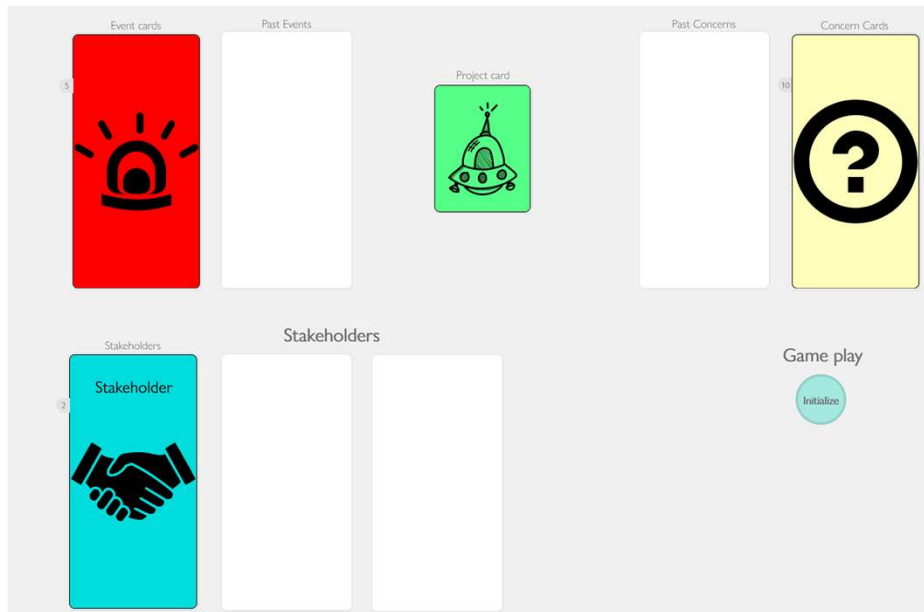 Event cards
Past Events
Past Concerns
Concern Cards
5
Project card
10
?
Stakeholders
Stakeholders
Stakeholder
2
Game play
Initialize